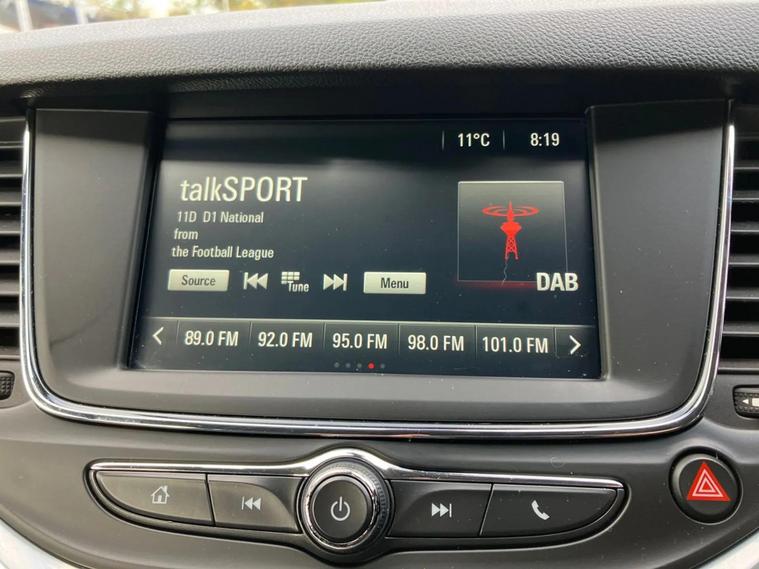 11°C 8:19
talkSPORT
11D D1 National
from
the Football League
DAB
Source Tune Menu
89.0 FM 92.0 FM 95.0 FM 98.0 FM 101.0 FM